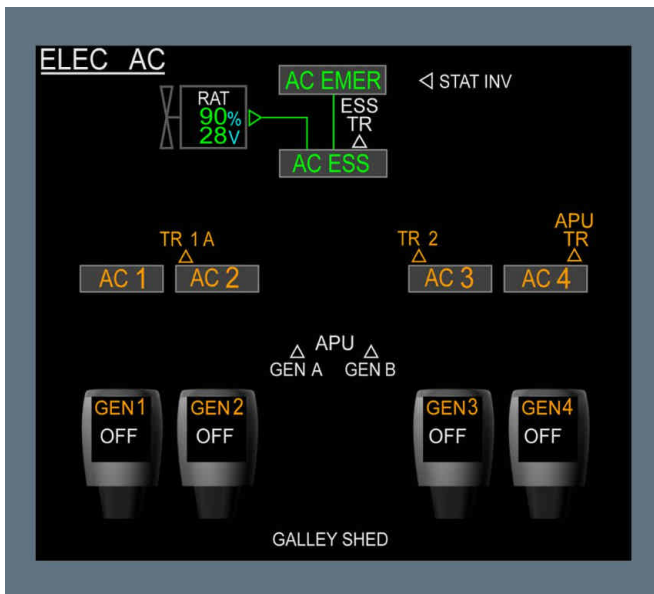 ELEC AC
AC EMER
STAT INV
RAT
90%
28V
ESS
TR
AC ESS
TR 1 A
TR 2
APU
TR
AC 1
AC 2
AC 3
AC 4
APU
GEN A
GEN B
GEN1
OFF
GEN2
OFF
GEN3
OFF
GEN4
OFF
GALLEY SHED